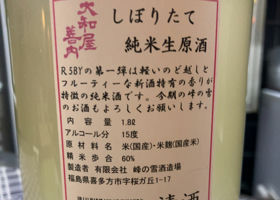 大和屋善内
しぼりたて
純米生原酒
R5BYの第一弾は軽いのど越しと
フルーティーな新酒特有の香りが
特徴の純米酒です。今期の峰の雪
のお酒もよろしくお願いします。
内容量 1.8ℓ
アルコール分 15度
原材料名 米(国産)・米麹(国産米)
精米歩合 60%
製造者 有限会社 峰の雪酒造場
福島県喜多方市字桜ガ丘1-17
清酒